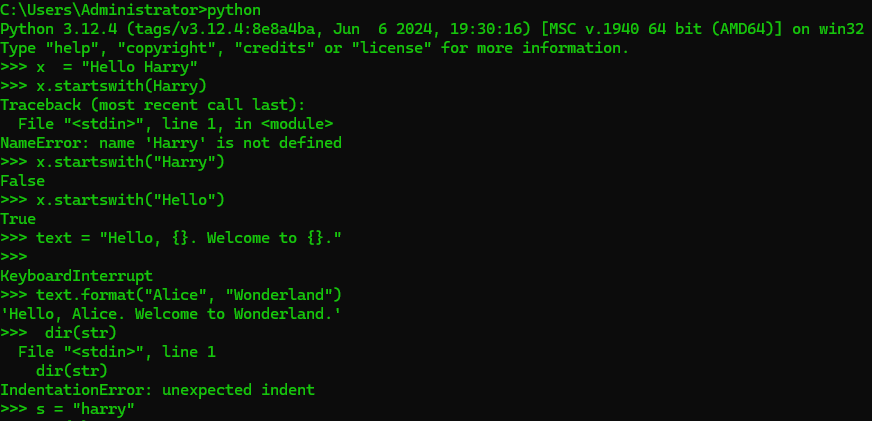 C:\Users\Administrator>python
Python 3.12.4 (tags/v3.12.4:8e8a4ba, Jun  6 2024, 19:30:16) [MSC v.1940 64 bit (AMD64)] on win32
Type "help", "copyright", "credits" or "license" for more information.
>>> x  = "Hello Harry"
>>> x.startswith(Harry)
Traceback (most recent call last):
  File "<stdin>", line 1, in <module>
NameError: name 'Harry' is not defined
>>> x.startswith("Harry")
False
>>> x.startswith("Hello")
True
>>> text = "Hello, {}. Welcome to {}."
>>>
KeyboardInterrupt
>>> text.format("Alice", "Wonderland")
'Hello, Alice. Welcome to Wonderland.'
>>>  dir(str)
  File "<stdin>", line 1
    dir(str)
IndentationError: unexpected indent
>>> s = "harry"